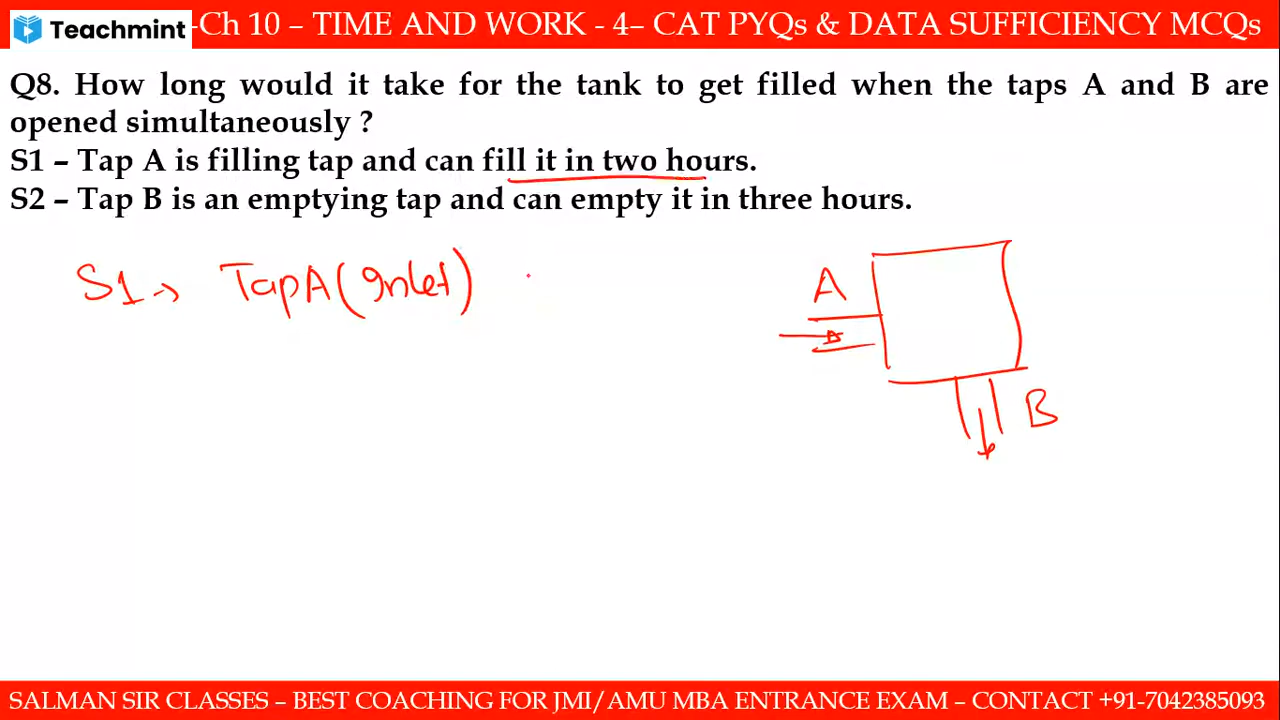 Teachmint -Ch 10 – TIME AND WORK - 4– CAT PYQs & DATA SUFFICIENCY MCQs
Q8. How long would it take for the tank to get filled when the taps A and B are
opened simultaneously ?
S1 – Tap A is filling tap and can fill it in two hours.
S2 – Tap B is an emptying tap and can empty it in three hours.
S1 → Tap A (Inlet)
A
B
SALMAN SIR CLASSES – BEST COACHING FOR JMI/AMU MBA ENTRANCE EXAM – CONTACT +91-7042385093